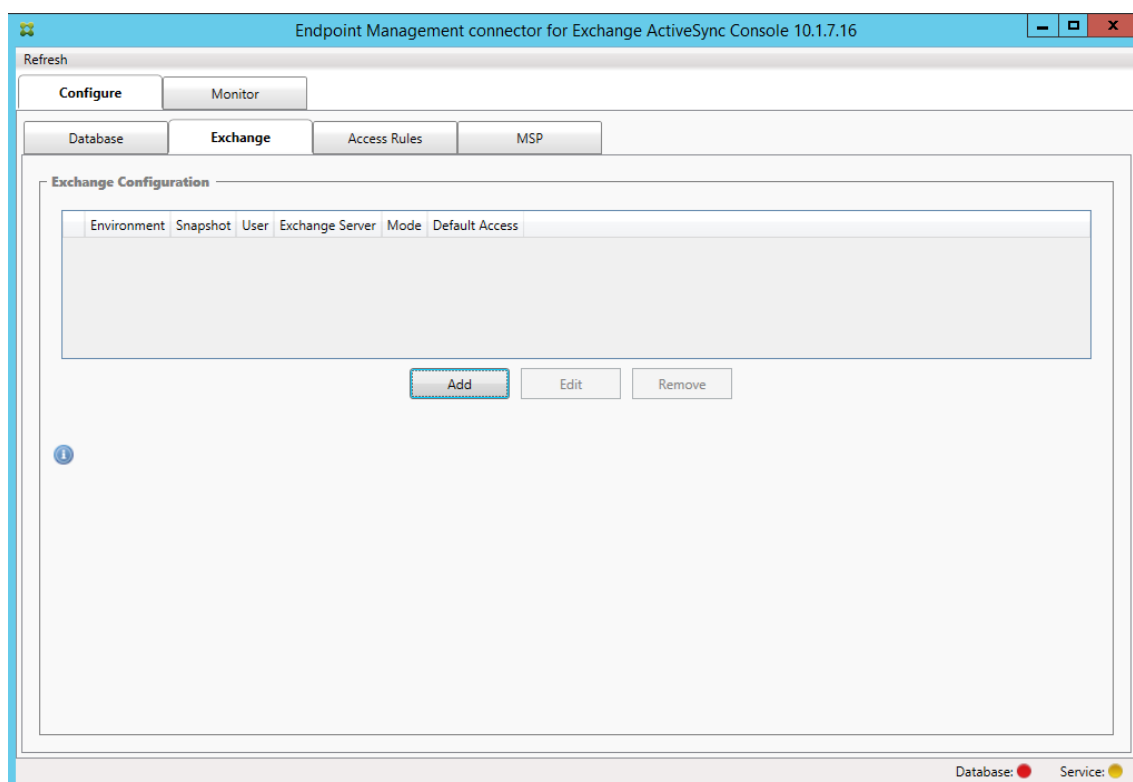 Endpoint Management connector for Exchange ActiveSync Console 10.1.7.16
Refresh
Configure Monitor
Database Exchange Access Rules MSP
Exchange Configuration
Environment Snapshot User Exchange Server Mode Default Access
Add Edit Remove
Database: Service: